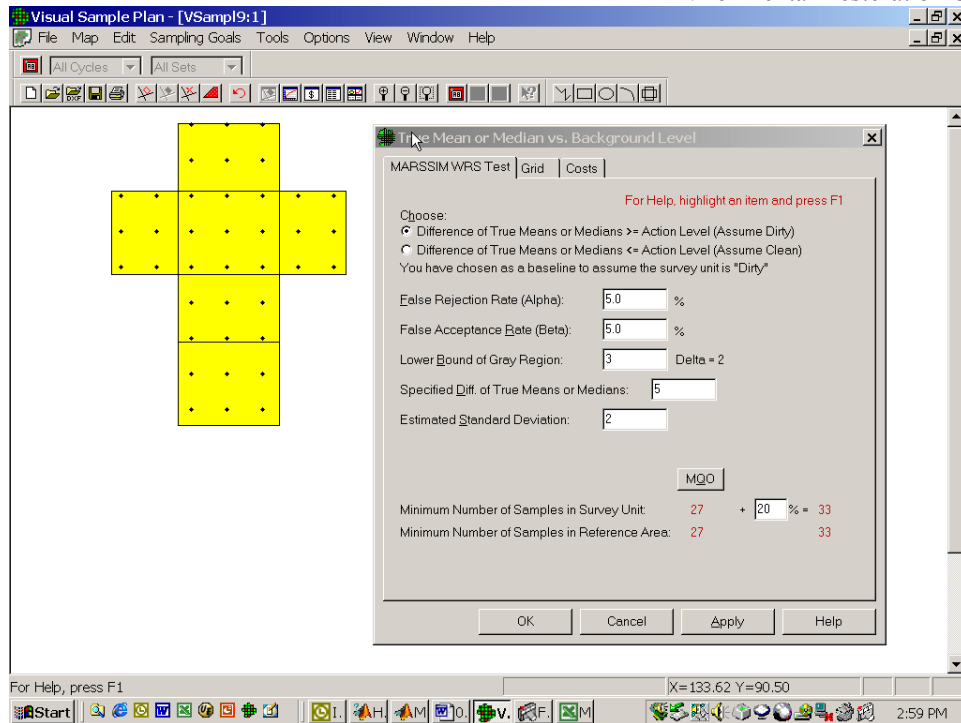 Visual Sample Plan - [VSampl9:1]
File Map Edit Sampling Goals Tools Options View Window Help
All Cycles All Sets
True Mean or Median vs. Background Level
MARSSIM WRS Test Grid Costs
For Help, highlight an item and press F1
Choose:
Difference of True Means or Medians >= Action Level (Assume Dirty)
Difference of True Means or Medians <= Action Level (Assume Clean)
You have chosen as a baseline to assume the survey unit is "Dirty"
False Rejection Rate (Alpha): 5.0 %
False Acceptance Rate (Beta): 5.0 %
Lower Bound of Gray Region: 3 Delta = 2
Specified Diff. of True Means or Medians: 5
Estimated Standard Deviation: 2
MQO
Minimum Number of Samples in Survey Unit: 27 + 20 % = 33
Minimum Number of Samples in Reference Area: 27 33
OK Cancel Apply Help
For Help, press F1 X=133.62 Y=90.50
Start I. H. M 0. V. F. M 2:59 PM